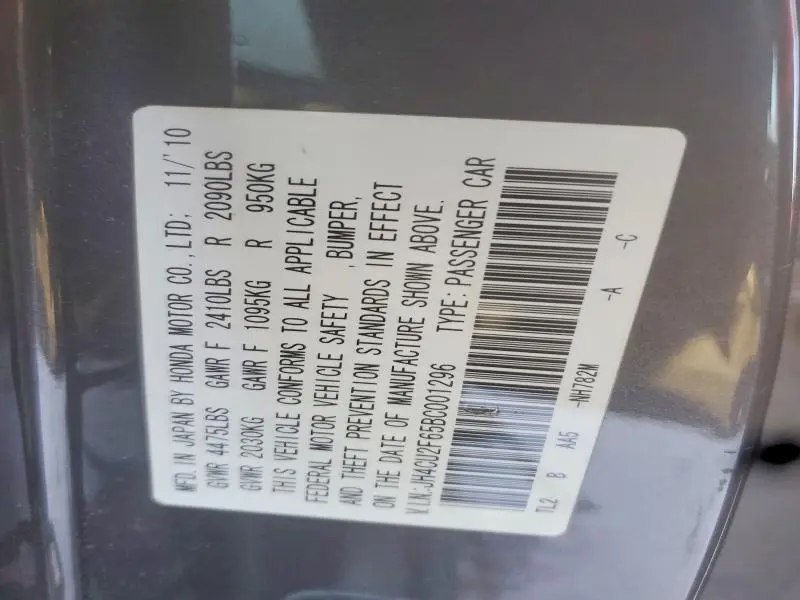 MFD. IN JAPAN BY HONDA MOTOR CO., LTD; 11/'10
GVWR 4475LBS GAWR F 2410LBS R 2090LBS
GVWR 2030KG GAWR F 1095KG R 950KG
THIS VEHICLE CONFORMS TO ALL APPLICABLE
FEDERAL MOTOR VEHICLE SAFETY , BUMPER,
AND THEFT PREVENTION STANDARDS IN EFFECT
ON THE DATE OF MANUFACTURE SHOWN ABOVE.
V.I.N.:JH4CU2F65BC001296 TYPE: PASSENGER CAR
TL2 B AA5 -NH782M -A -C